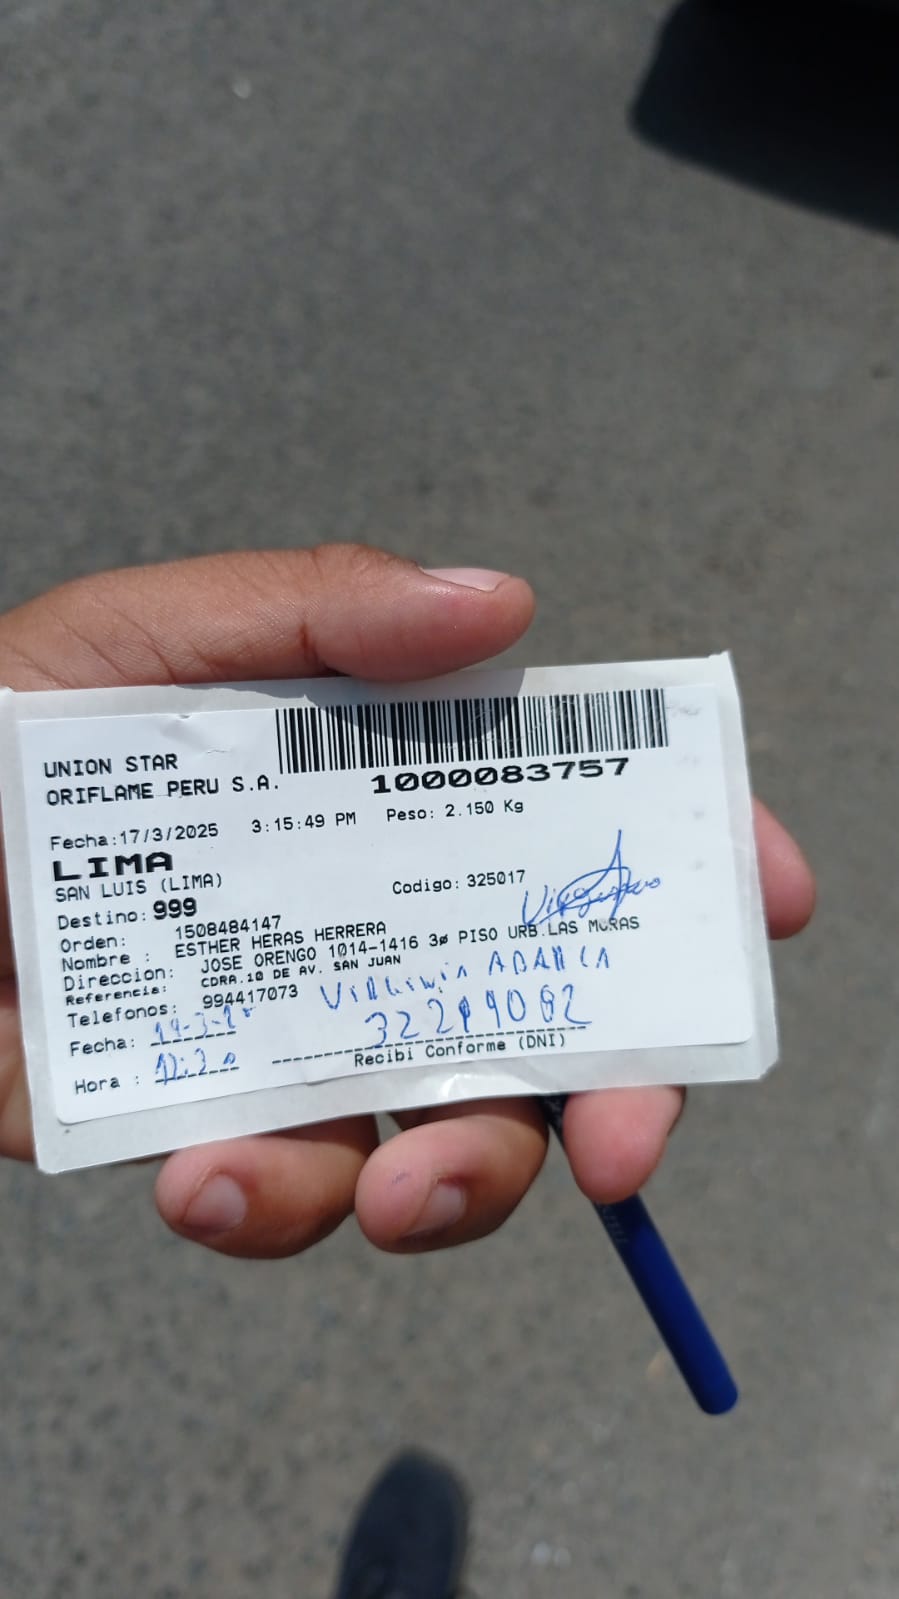 UNION STAR
ORIFLAME PERU S.A.
1000083757
Fecha:17/3/2025 3:15:49 PM Peso: 2.150 Kg
LIMA
SAN LUIS (LIMA)
Codigo: 325017
Destino: 999
Orden: 1508484147
Nombre : ESTHER HERAS HERRERA
Direccion: JOSE ORENGO 1014-1416 3ø PISO URB.LAS MORAS
Referencia: CDRA.10 DE AV. SAN JUAN
Telefonos: 994417073
Fecha:
Hora :
Recibi Conforme (DNI)